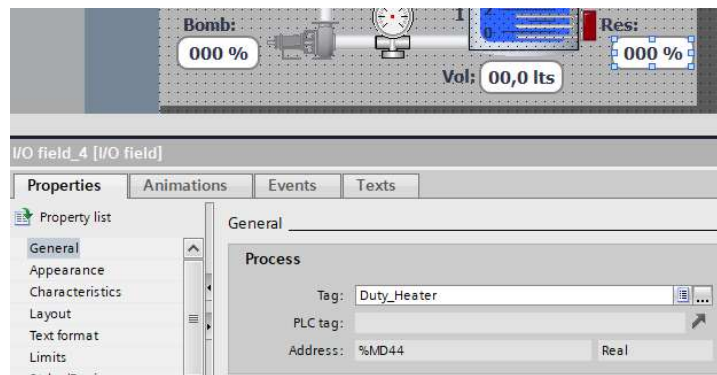 Bomb:
000 %
1
2
0
Res:
000 %
Vol: 00,0 lts
I/O field_4 [I/O field]
Properties Animations Events Texts
Property list
General
Appearance
Characteristics
Layout
Text format
Limits
General
Process
Tag: Duty_Heater
...
PLC tag:
Address: %MD44 Real